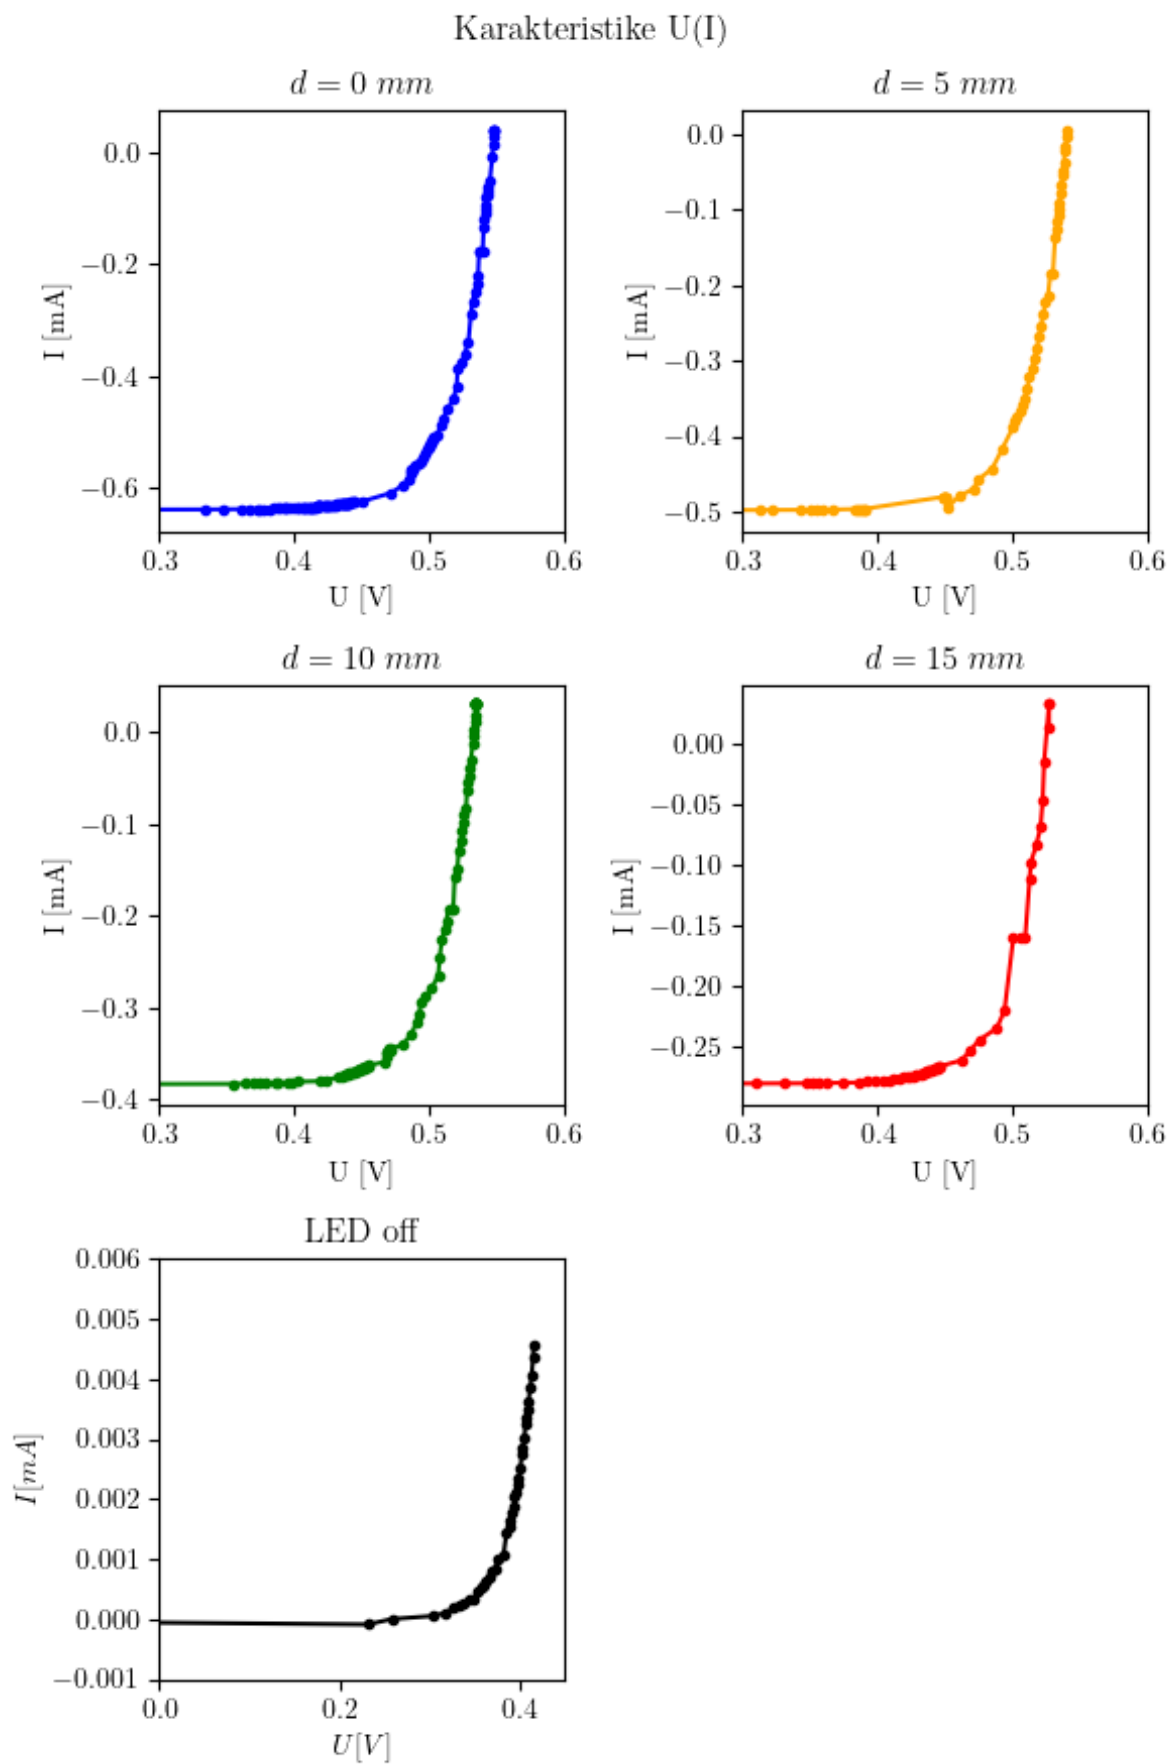 Karakteristike U(I)
d = 0 mm
0.0
−0.2
−0.4
−0.6
I [mA]
0.3 0.4 0.5 0.6
U [V]
d = 5 mm
0.0
−0.1
−0.2
−0.3
−0.4
−0.5
I [mA]
0.3 0.4 0.5 0.6
U [V]
d = 10 mm
0.0
−0.1
−0.2
−0.3
−0.4
I [mA]
0.3 0.4 0.5 0.6
U [V]
d = 15 mm
0.00
−0.05
−0.10
−0.15
−0.20
−0.25
I [mA]
0.3 0.4 0.5 0.6
U [V]
LED off
0.006
0.005
0.004
0.003
0.002
0.001
0.000
−0.001
I[mA]
0.0 0.2 0.4
U[V]